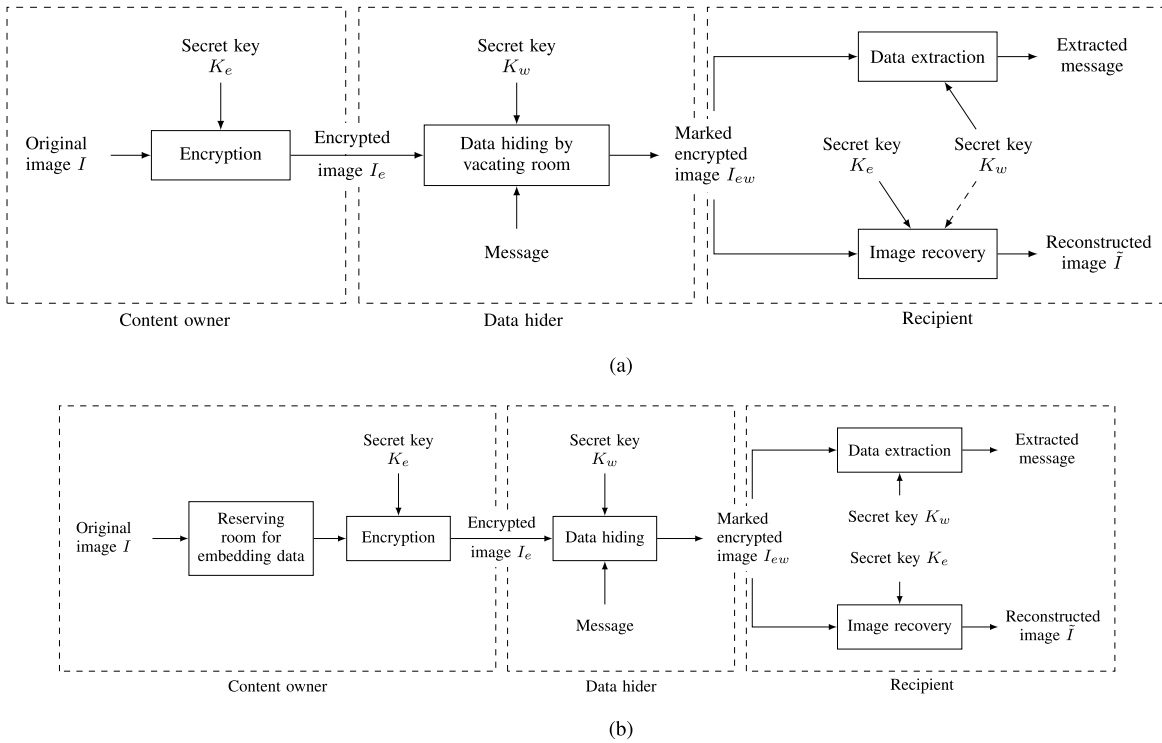 Secret key
K_e
Original
image I
Encryption
Encrypted
image I_e
Secret key
K_w
Data hiding by
vacating room
Message
Marked
encrypted
image I_ew
Data extraction
Extracted
message
Secret key
K_e
Secret key
K_w
Image recovery
Reconstructed
image Ĩ
Content owner
Data hider
Recipient
(a)
Original
image I
Reserving
room for
embedding data
Secret key
K_e
Encryption
Encrypted
image I_e
Secret key
K_w
Data hiding
Message
Marked
encrypted
image I_ew
Data extraction
Extracted
message
Secret key K_w
Secret key K_e
Image recovery
Reconstructed
image Ĩ
Content owner
Data hider
Recipient
(b)